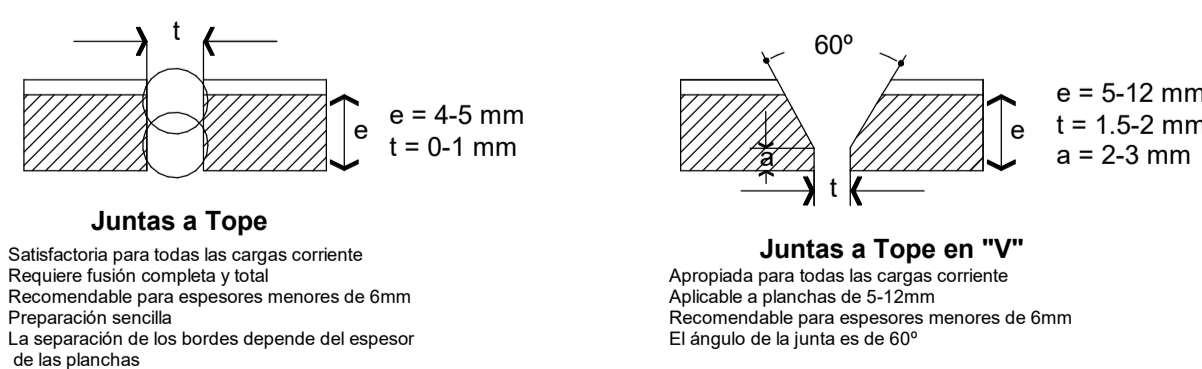 t
e
e = 4-5 mm
t = 0-1 mm
Juntas a Tope
Satisfactoria para todas las cargas corriente
Requiere fusión completa y total
Recomendable para espesores menores de 6mm
Preparación sencilla
La separación de los bordes depende del espesor
de las planchas
60º
e
e = 5-12 mm
t = 1.5-2 mm
a = 2-3 mm
a
t
Juntas a Tope en "V"
Apropiada para todas las cargas corriente
Aplicable a planchas de 5-12mm
Recomendable para espesores menores de 6mm
El ángulo de la junta es de 60º